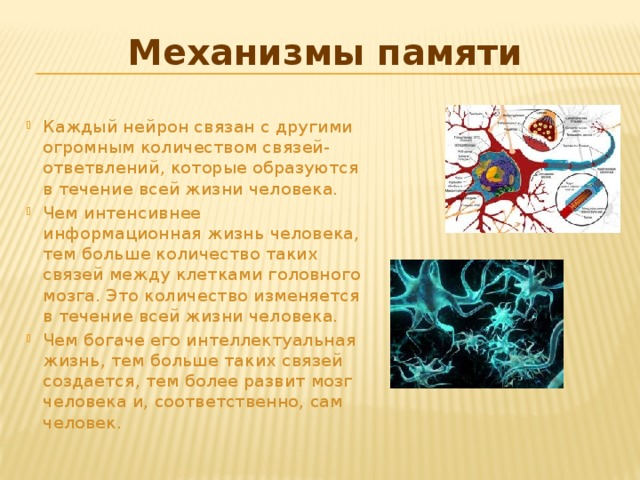 Механизмы памяти
Каждый нейрон связан с другими
огромным количеством связей-
ответвлений, которые образуются
в течение всей жизни человека.
Чем интенсивнее
информационная жизнь человека,
тем больше количество таких
связей между клетками головного
мозга. Это количество изменяется
в течение всей жизни человека.
Чем богаче его интеллектуальная
жизнь, тем больше таких связей
создается, тем более развит мозг
человека и, соответственно, сам
человек.